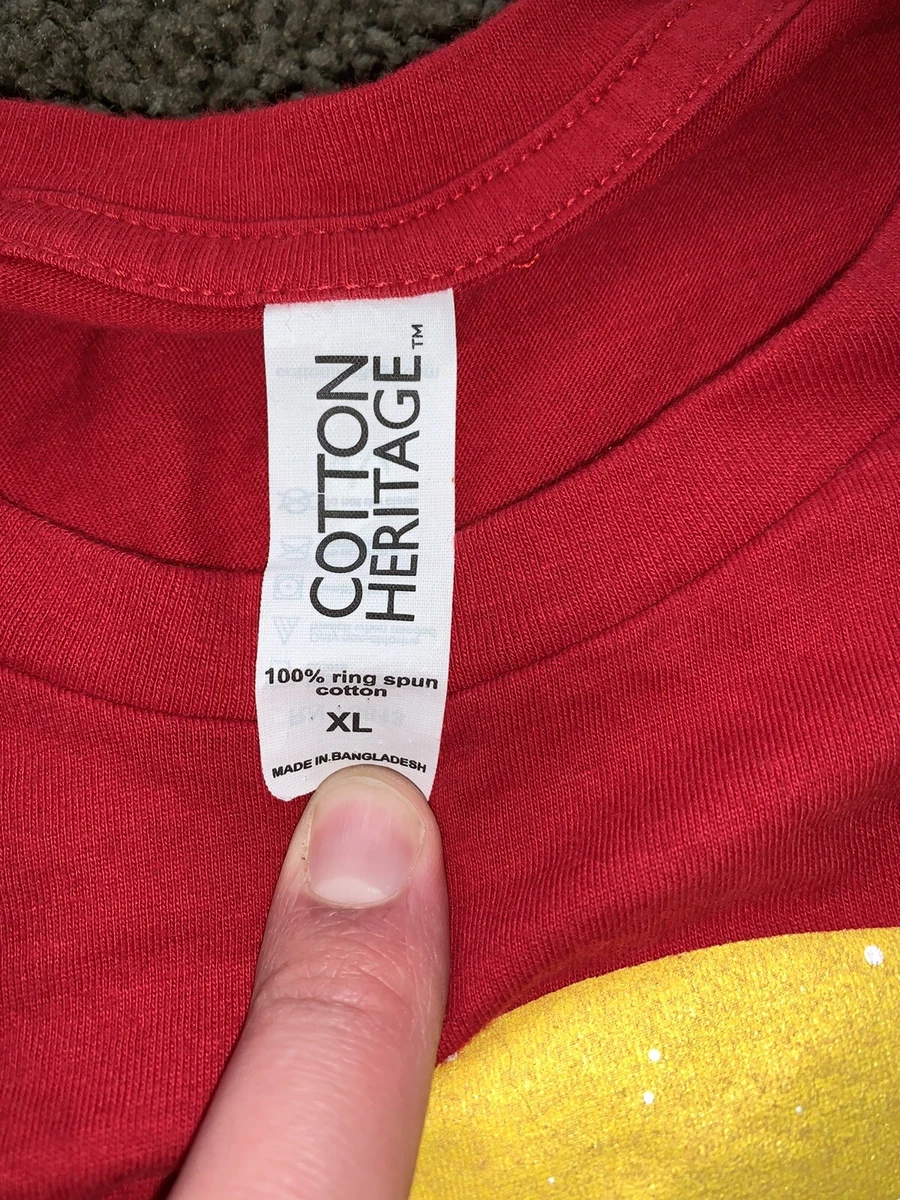 COTTON
HERITAGE™
100% ring spun
cotton
XL
MADE IN.BANGLADESH